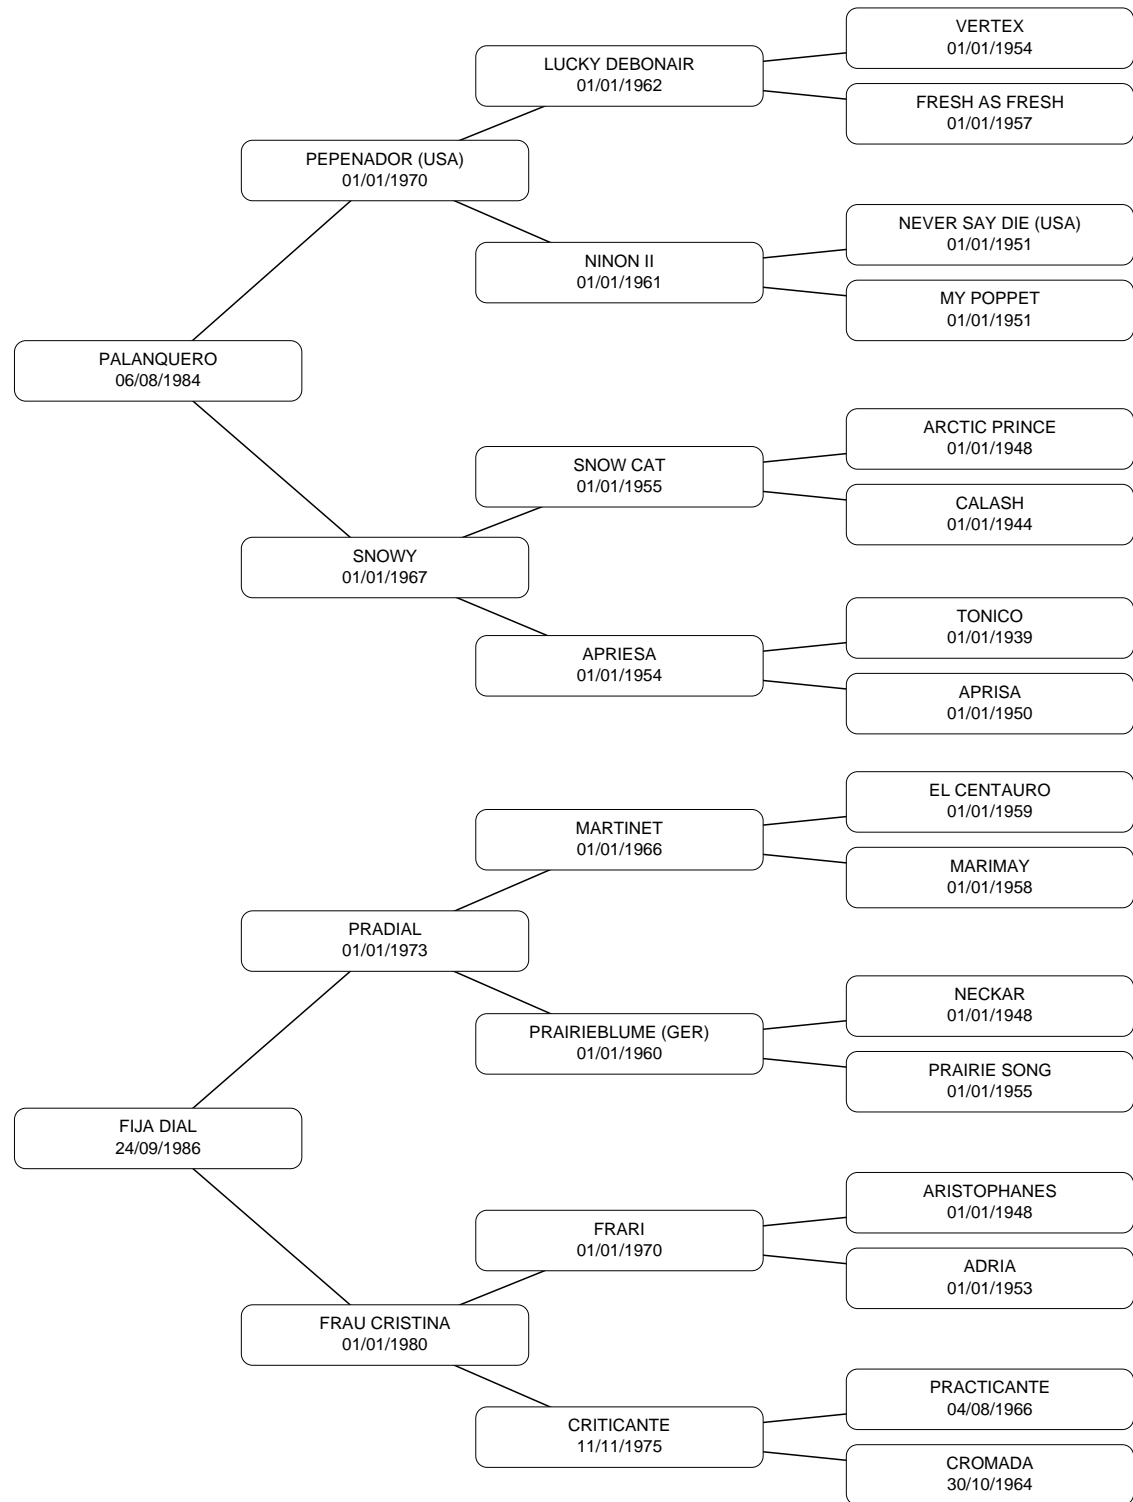 VERTEX
01/01/1954
LUCKY DEBONAIR
01/01/1962
FRESH AS FRESH
01/01/1957
PEPENADOR (USA)
01/01/1970
NEVER SAY DIE (USA)
01/01/1951
NINON II
01/01/1961
MY POPPET
01/01/1951
PALANQUERO
06/08/1984
ARCTIC PRINCE
01/01/1948
SNOW CAT
01/01/1955
CALASH
01/01/1944
SNOWY
01/01/1967
TONICO
01/01/1939
APRIESA
01/01/1954
APRISA
01/01/1950
EL CENTAURO
01/01/1959
MARTINET
01/01/1966
MARIMAY
01/01/1958
PRADIAL
01/01/1973
NECKAR
01/01/1948
PRAIRIEBLUME (GER)
01/01/1960
PRAIRIE SONG
01/01/1955
FIJA DIAL
24/09/1986
ARISTOPHANES
01/01/1948
FRARI
01/01/1970
ADRIA
01/01/1953
FRAU CRISTINA
01/01/1980
PRACTICANTE
04/08/1966
CRITICANTE
11/11/1975
CROMADA
30/10/1964